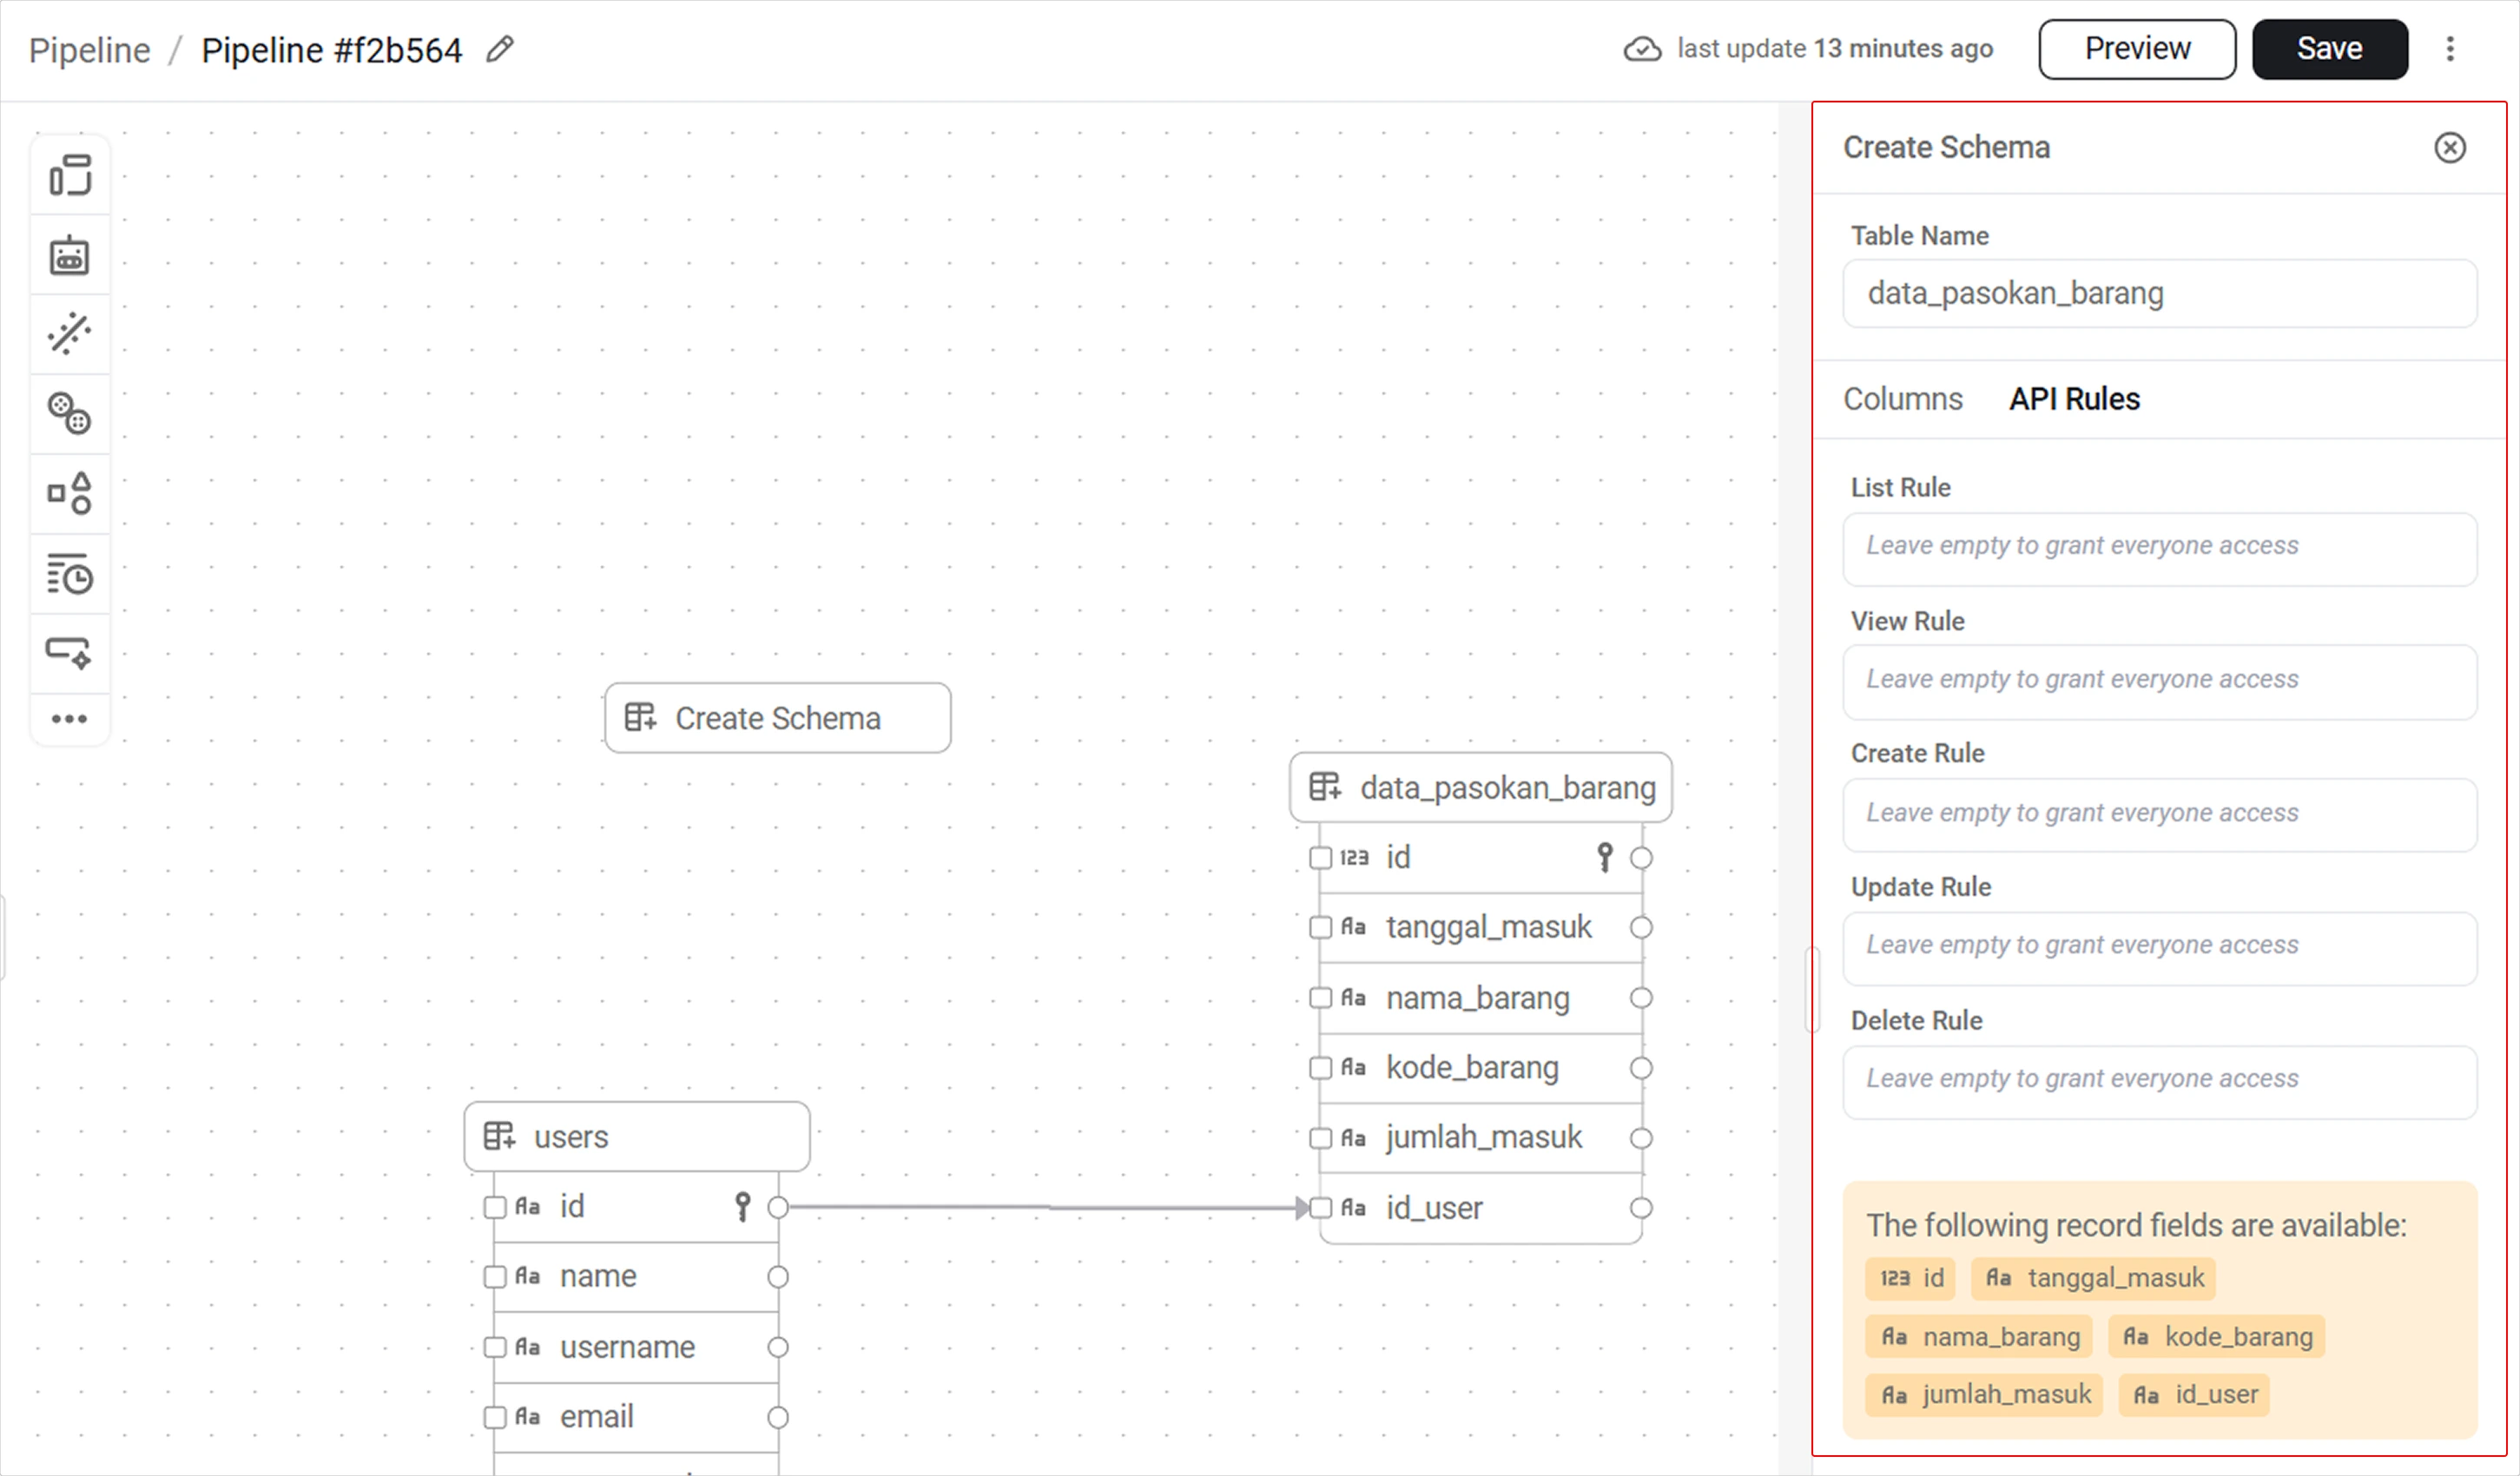 Pipeline / Pipeline #f2b564
last update 13 minutes ago
Preview
Save
Create Schema
data_pasokan_barang
123 id
Aa tanggal_masuk
Aa nama_barang
Aa kode_barang
Aa jumlah_masuk
Aa id_user
users
Aa id
Aa name
Aa username
Aa email
Create Schema
Table Name
data_pasokan_barang
Columns API Rules
List Rule
Leave empty to grant everyone access
View Rule
Leave empty to grant everyone access
Create Rule
Leave empty to grant everyone access
Update Rule
Leave empty to grant everyone access
Delete Rule
Leave empty to grant everyone access
The following record fields are available:
123 id Aa tanggal_masuk
Aa nama_barang Aa kode_barang
Aa jumlah_masuk Aa id_user